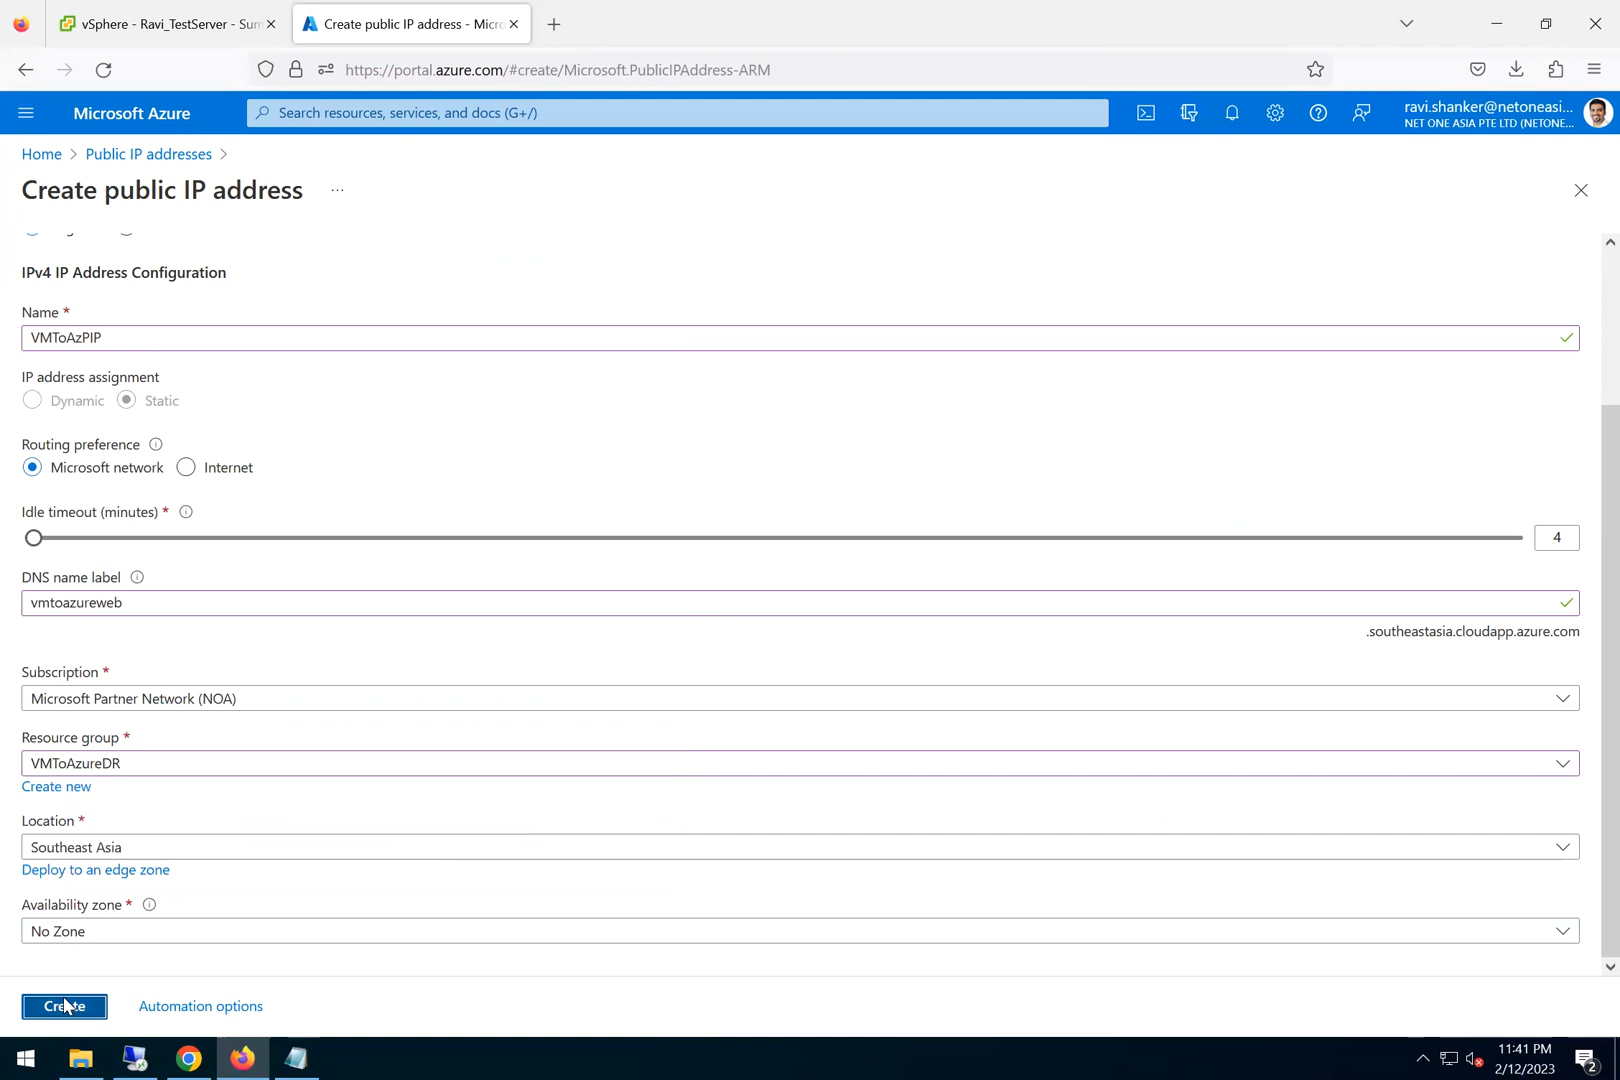 vSphere - Ravi_TestServer - Sum
Create public IP address - Micro
https://portal.azure.com/#create/Microsoft.PublicIPAddress-ARM
Microsoft Azure
Search resources, services, and docs (G+/)
ravi.shanker@netoneasi...
NET ONE ASIA PTE LTD (NETONE...
Home > Public IP addresses >
Create public IP address ...
IPv4 IP Address Configuration
Name *
VMToAzPIP
IP address assignment
Dynamic Static
Routing preference
Microsoft network Internet
Idle timeout (minutes) *
4
DNS name label
vmtoazureweb
.southeastasia.cloudapp.azure.com
Subscription *
Microsoft Partner Network (NOA)
Resource group *
VMToAzureDR
Create new
Location *
Southeast Asia
Deploy to an edge zone
Availability zone *
No Zone
Create Automation options
11:41 PM
2/12/2023
2